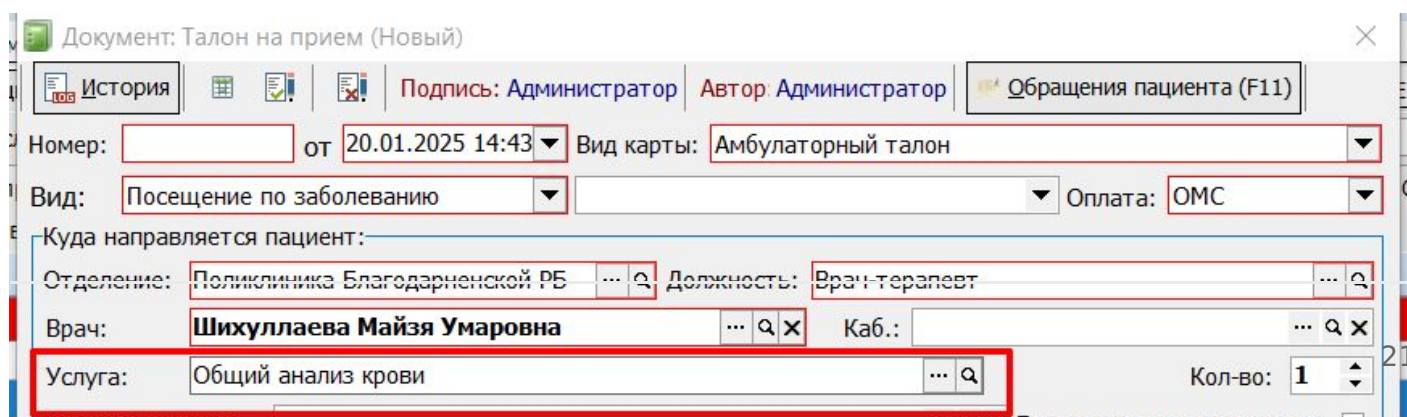 Документ: Талон на прием (Новый)
История Подпись: Администратор Автор: Администратор Обращения пациента (F11)
Номер: от 20.01.2025 14:43 Вид карты: Амбулаторный талон
Вид: Посещение по заболеванию Оплата: ОМС
Куда направляется пациент:
Отделение: Поликлиника Благодарненской РБ ... Должность: Врач-терапевт ...
Врач: Шихуллаева Майзя Умаровна ... Каб.: ...
Услуга: Общий анализ крови ... Кол-во: 1